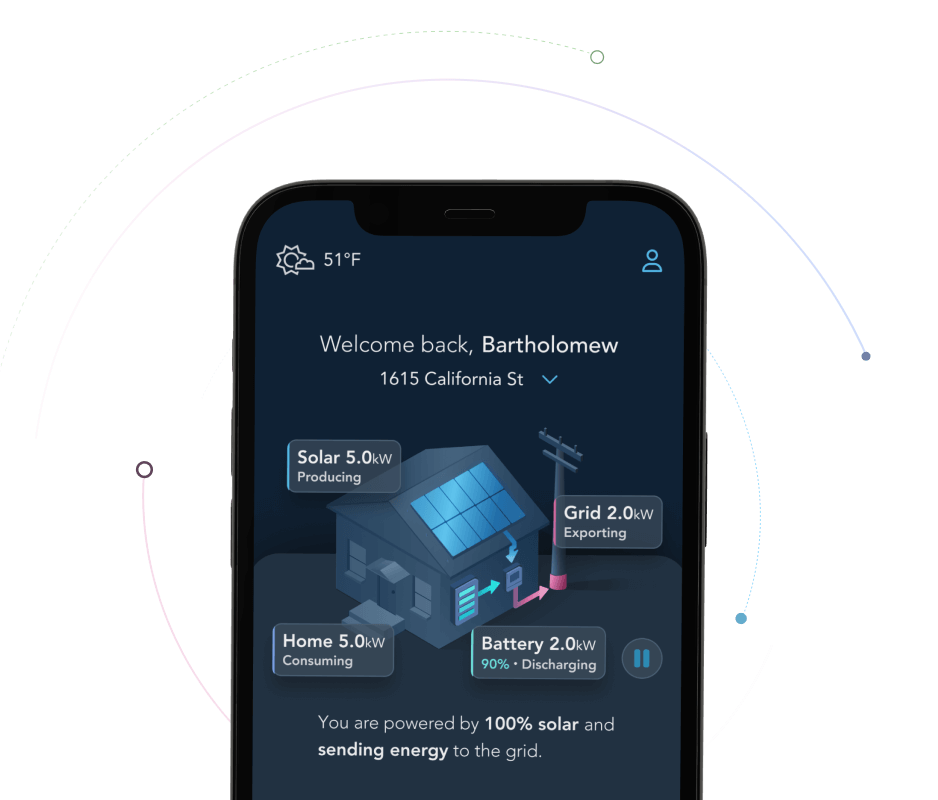 51°F
Welcome back, Bartholomew
1615 California St
Solar 5.0kW
Producing
Grid 2.0kW
Exporting
Home 5.0kW
Consuming
Battery 2.0kW
90% • Discharging
You are powered by 100% solar and
sending energy to the grid.